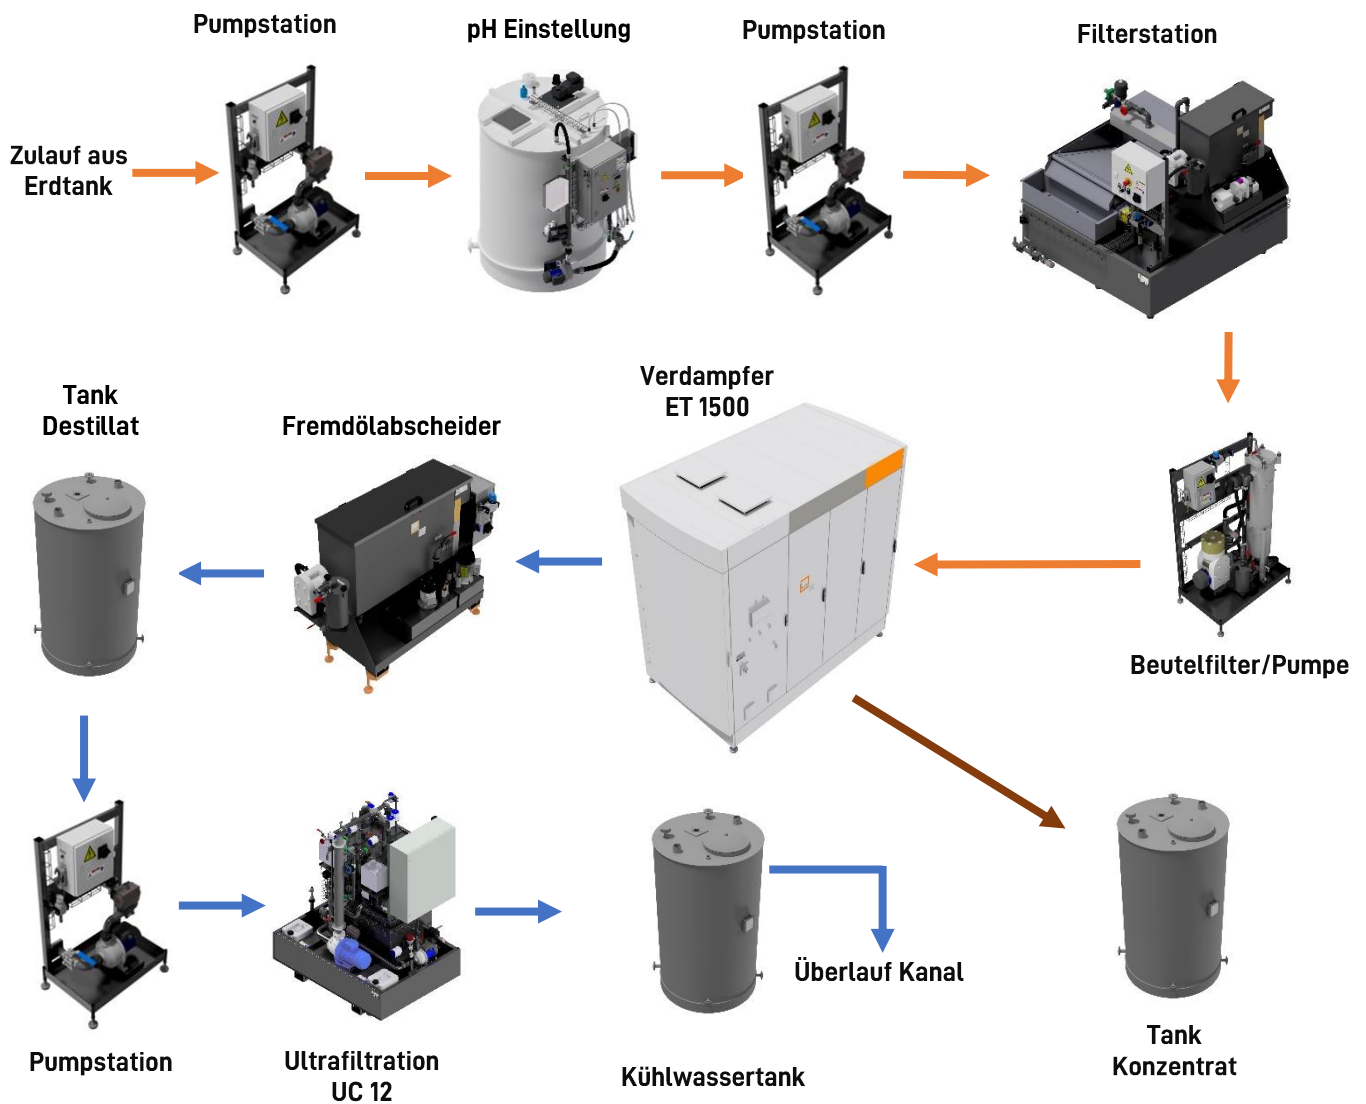 Pumpstation
pH Einstellung
Pumpstation
Filterstation
Zulauf aus
Erdtank
Tank
Destillat
Fremdölabscheider
Verdampfer
ET 1500
Beutelfilter/Pumpe
Pumpstation
Ultrafiltration
UC 12
Kühlwassertank
Überlauf Kanal
Tank
Konzentrat